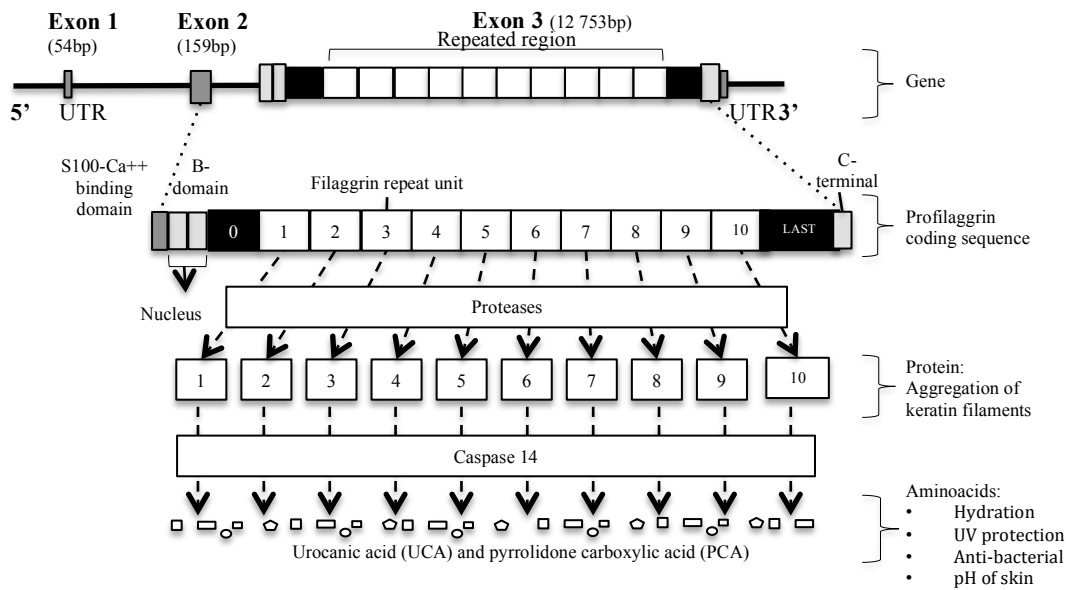 Exon 1
(54bp)
Exon 2
(159bp)
Exon 3 (12 753bp)
Repeated region
5’
UTR
UTR3’
Gene
S100-Ca++
binding
domain
B-
domain
Filaggrin repeat unit
C-
terminal
0 1 2 3 4 5 6 7 8 9 10 LAST
Profilaggrin
coding sequence
Nucleus
Proteases
1 2 3 4 5 6 7 8 9 10
Protein:
Aggregation of
keratin filaments
Caspase 14
Urocanic acid (UCA) and pyrrolidone carboxylic acid (PCA)
Aminoacids:
• Hydration
• UV protection
• Anti-bacterial
• pH of skin